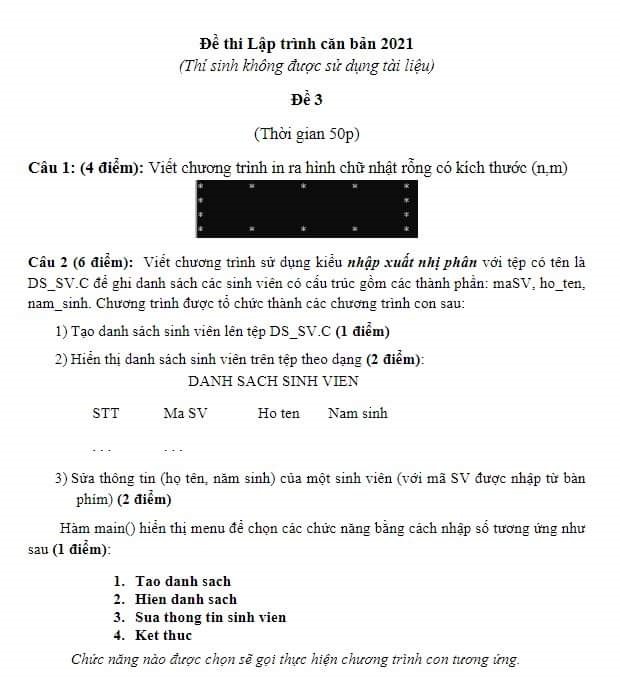 Đề thi Lập trình căn bản 2021
(Thí sinh không được sử dụng tài liệu)
Đề 3
(Thời gian 50p)
Câu 1: (4 điểm): Viết chương trình in ra hình chữ nhật rỗng có kích thước (n,m)
* * * * *
* *
* *
* * * * *
Câu 2 (6 điểm): Viết chương trình sử dụng kiểu nhập xuất nhị phân với tệp có tên là
DS_SV.C để ghi danh sách các sinh viên có cấu trúc gồm các thành phần: maSV, ho_ten,
nam_sinh. Chương trình được tổ chức thành các chương trình con sau:
1) Tạo danh sách sinh viên lên tệp DS_SV.C (1 điểm)
2) Hiển thị danh sách sinh viên trên tệp theo dạng (2 điểm):
DANH SACH SINH VIEN
STT Ma SV Ho ten Nam sinh
. . . . . .
3) Sửa thông tin (họ tên, năm sinh) của một sinh viên (với mã SV được nhập từ bàn
phím) (2 điểm)
Hàm main() hiển thị menu để chọn các chức năng bằng cách nhập số tương ứng như
sau (1 điểm):
1. Tao danh sach
2. Hien danh sach
3. Sua thong tin sinh vien
4. Ket thuc
Chức năng nào được chọn sẽ gọi thực hiện chương trình con tương ứng.